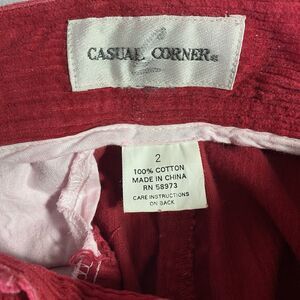 CASUAL CORNER®
2
100% COTTON
MADE IN CHINA
RN 58973
CARE INSTRUCTIONS
ON BACK